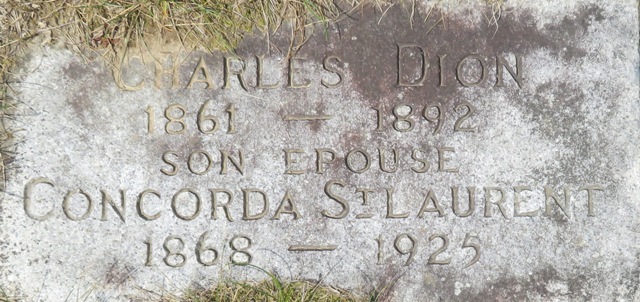 CHARLES DION
1861 — 1892
SON EPOUSE
CONCORDA ST LAURENT
1868 — 1925